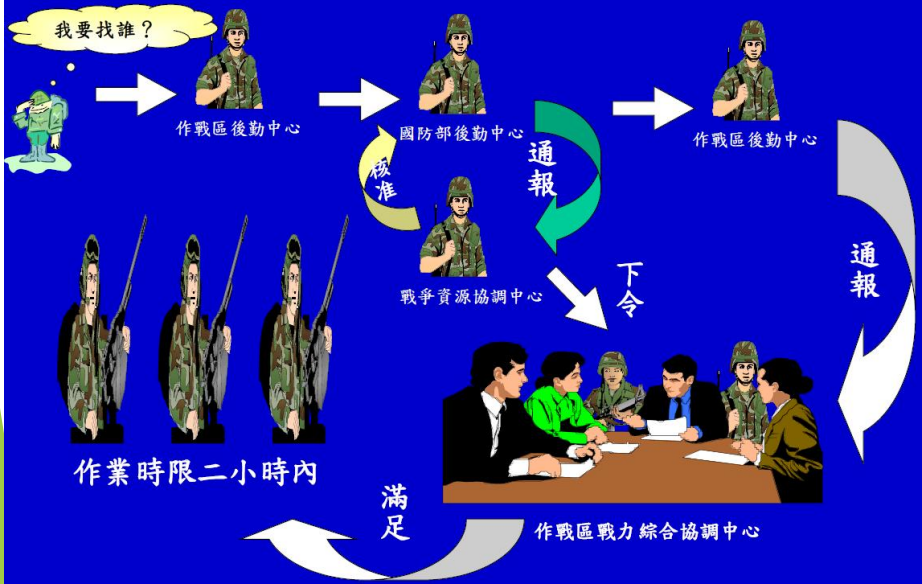 我要找誰？
作戰區後勤中心
國防部後勤中心
作戰區後勤中心
核准
通報
戰爭資源協調中心
下令
通報
作業時限二小時內
滿足
作戰區戰力綜合協調中心